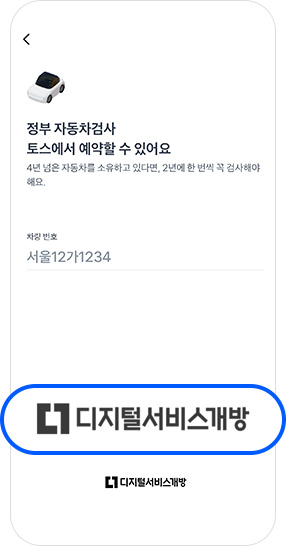 정부 자동차검사
토스에서 예약할 수 있어요
4년 넘은 자동차를 소유하고 있다면, 2년에 한 번씩 꼭 검사해야
해요.
차량 번호
서울12가1234
디지털서비스개방
디지털서비스개방